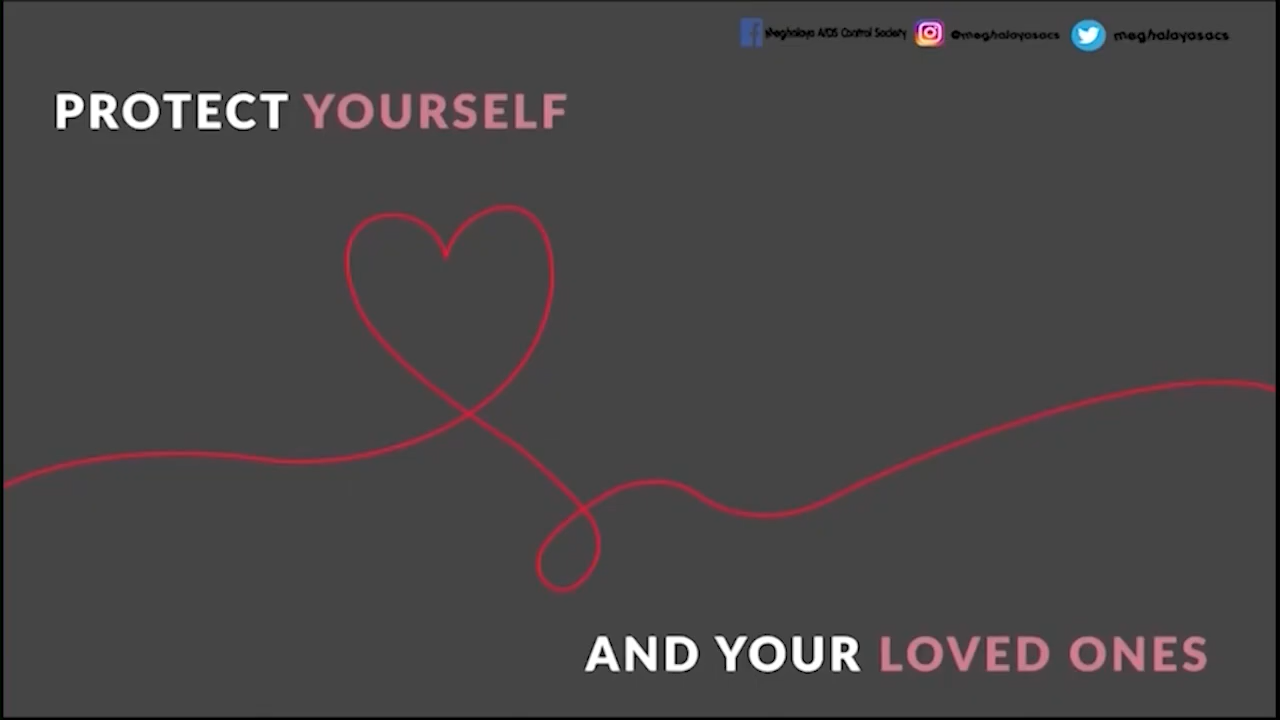 Meghalaya AIDS Control Society @meghalayasacs meghalayasacs
PROTECT YOURSELF
AND YOUR LOVED ONES